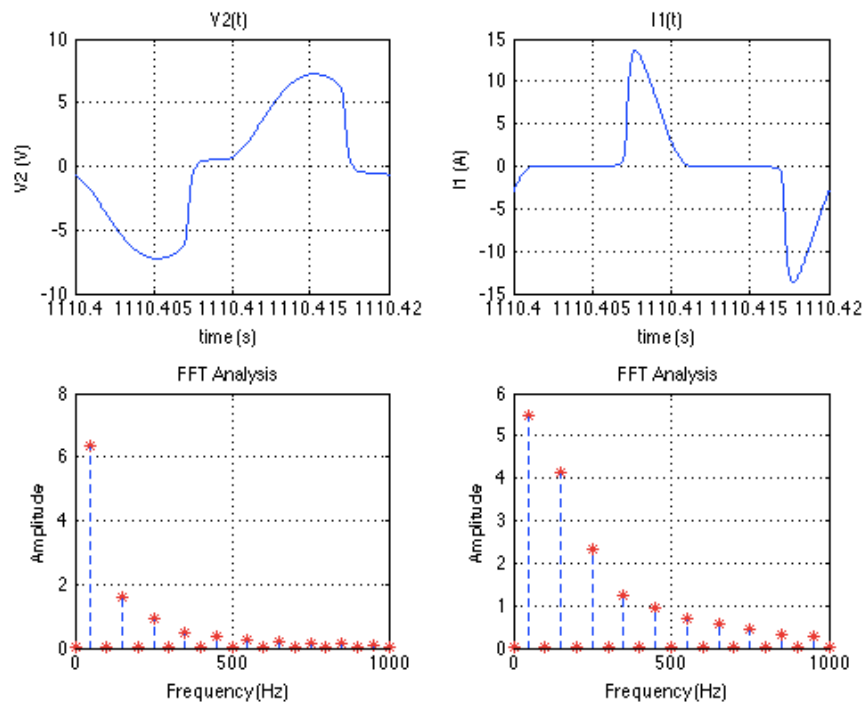 V2(t)
10
5
0
-5
-10
V2 (V)
1110.4 1110.405 1110.41 1110.415 1110.42
time (s)
I1(t)
15
10
5
0
-5
-10
-15
I1 (A)
1110.4 1110.405 1110.41 1110.415 1110.42
time (s)
FFT Analysis
8
6
4
2
0
Amplitude
0 500 1000
Frequency (Hz)
FFT Analysis
6
5
4
3
2
1
0
Amplitude
0 500 1000
Frequency (Hz)